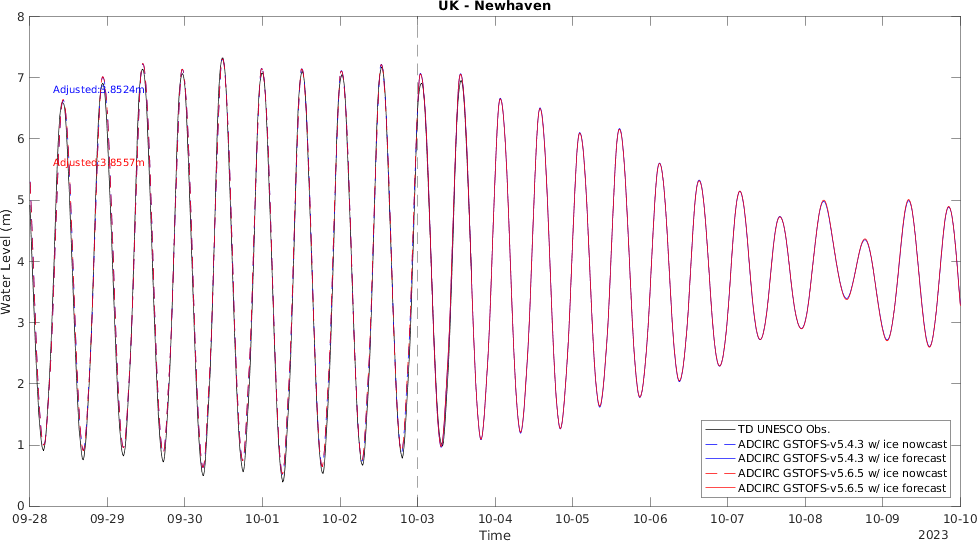 UK - Newhaven
8
7
6
5
4
3
2
1
0
Water Level (m)
Adjusted:3.8524m
Adjusted:3.8557m
TD UNESCO Obs.
ADCIRC GSTOFS-v5.4.3 w/ ice nowcast
ADCIRC GSTOFS-v5.4.3 w/ ice forecast
ADCIRC GSTOFS-v5.6.5 w/ ice nowcast
ADCIRC GSTOFS-v5.6.5 w/ ice forecast
09-28 09-29 09-30 10-01 10-02 10-03 10-04 10-05 10-06 10-07 10-08 10-09 10-10
Time
2023